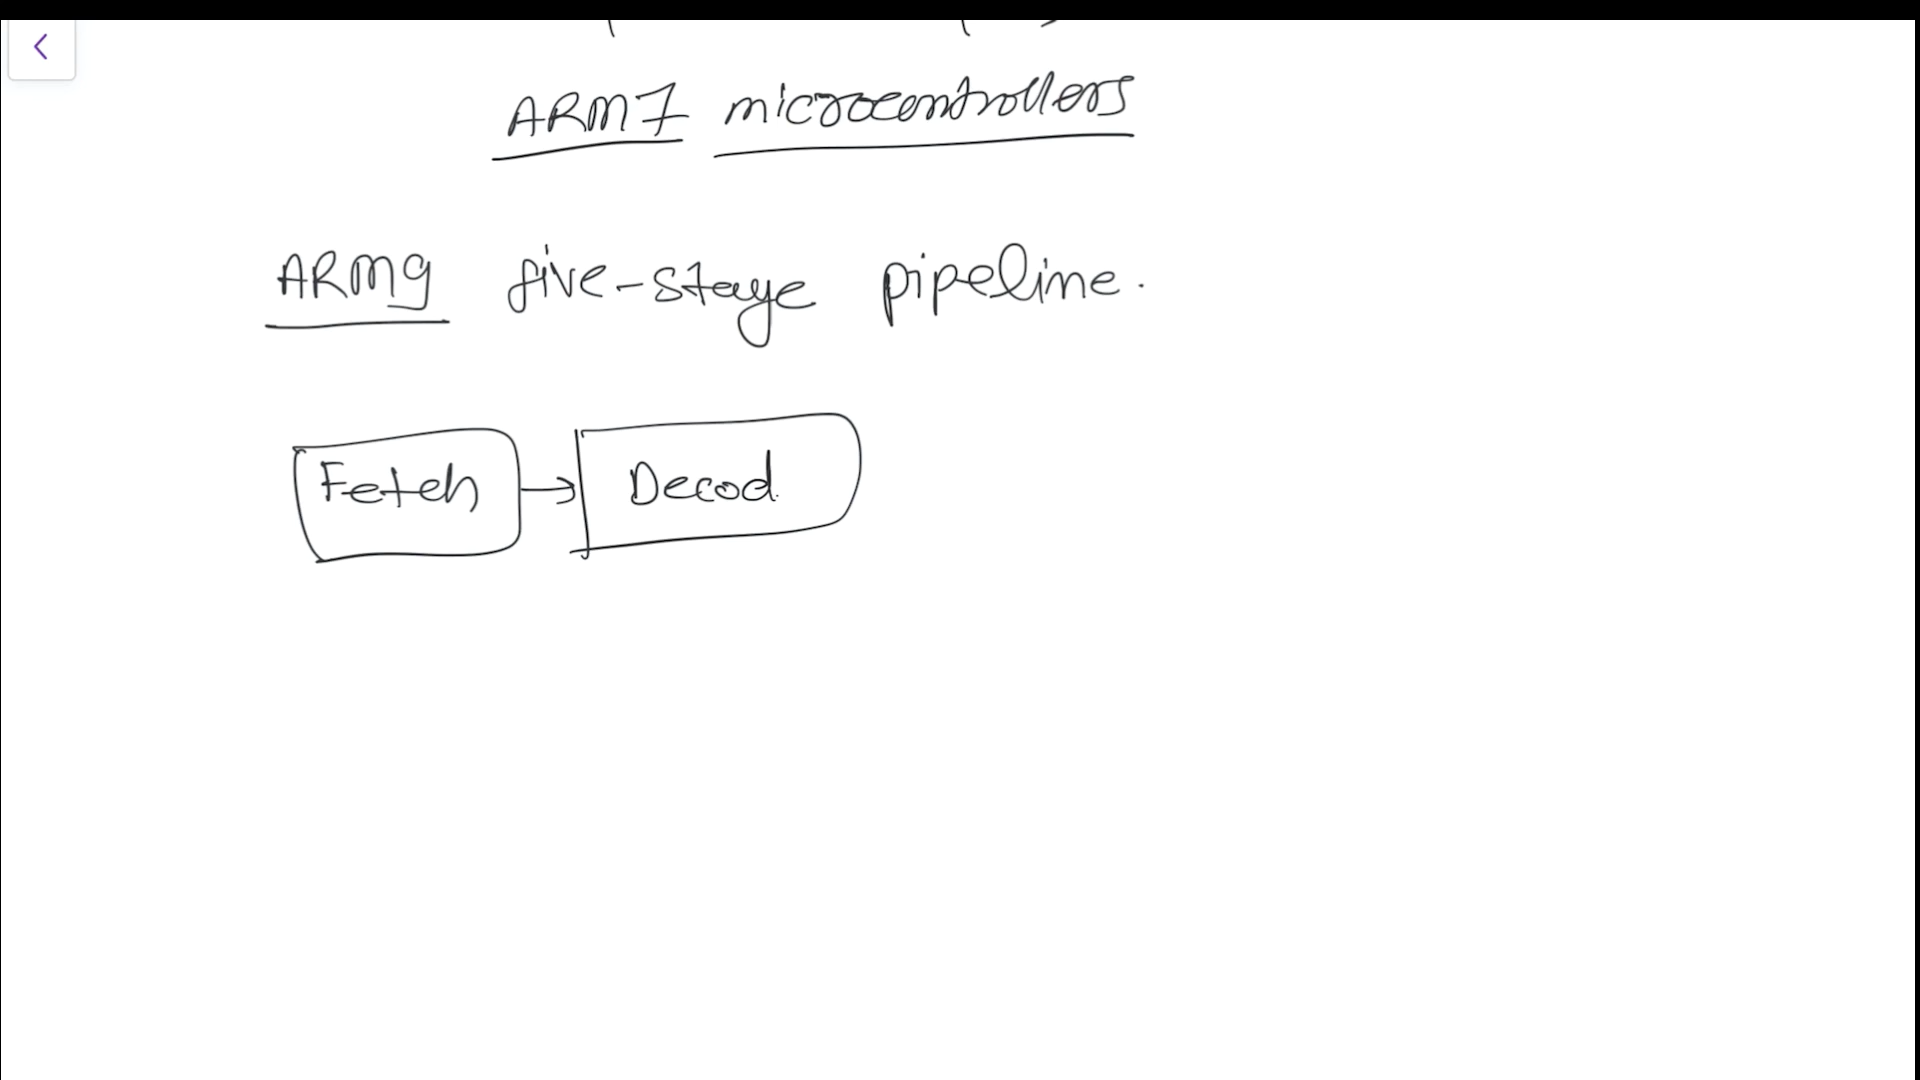 ARM7 microcontrollers
ARM9 five-stage pipeline.
Fetch → Decod